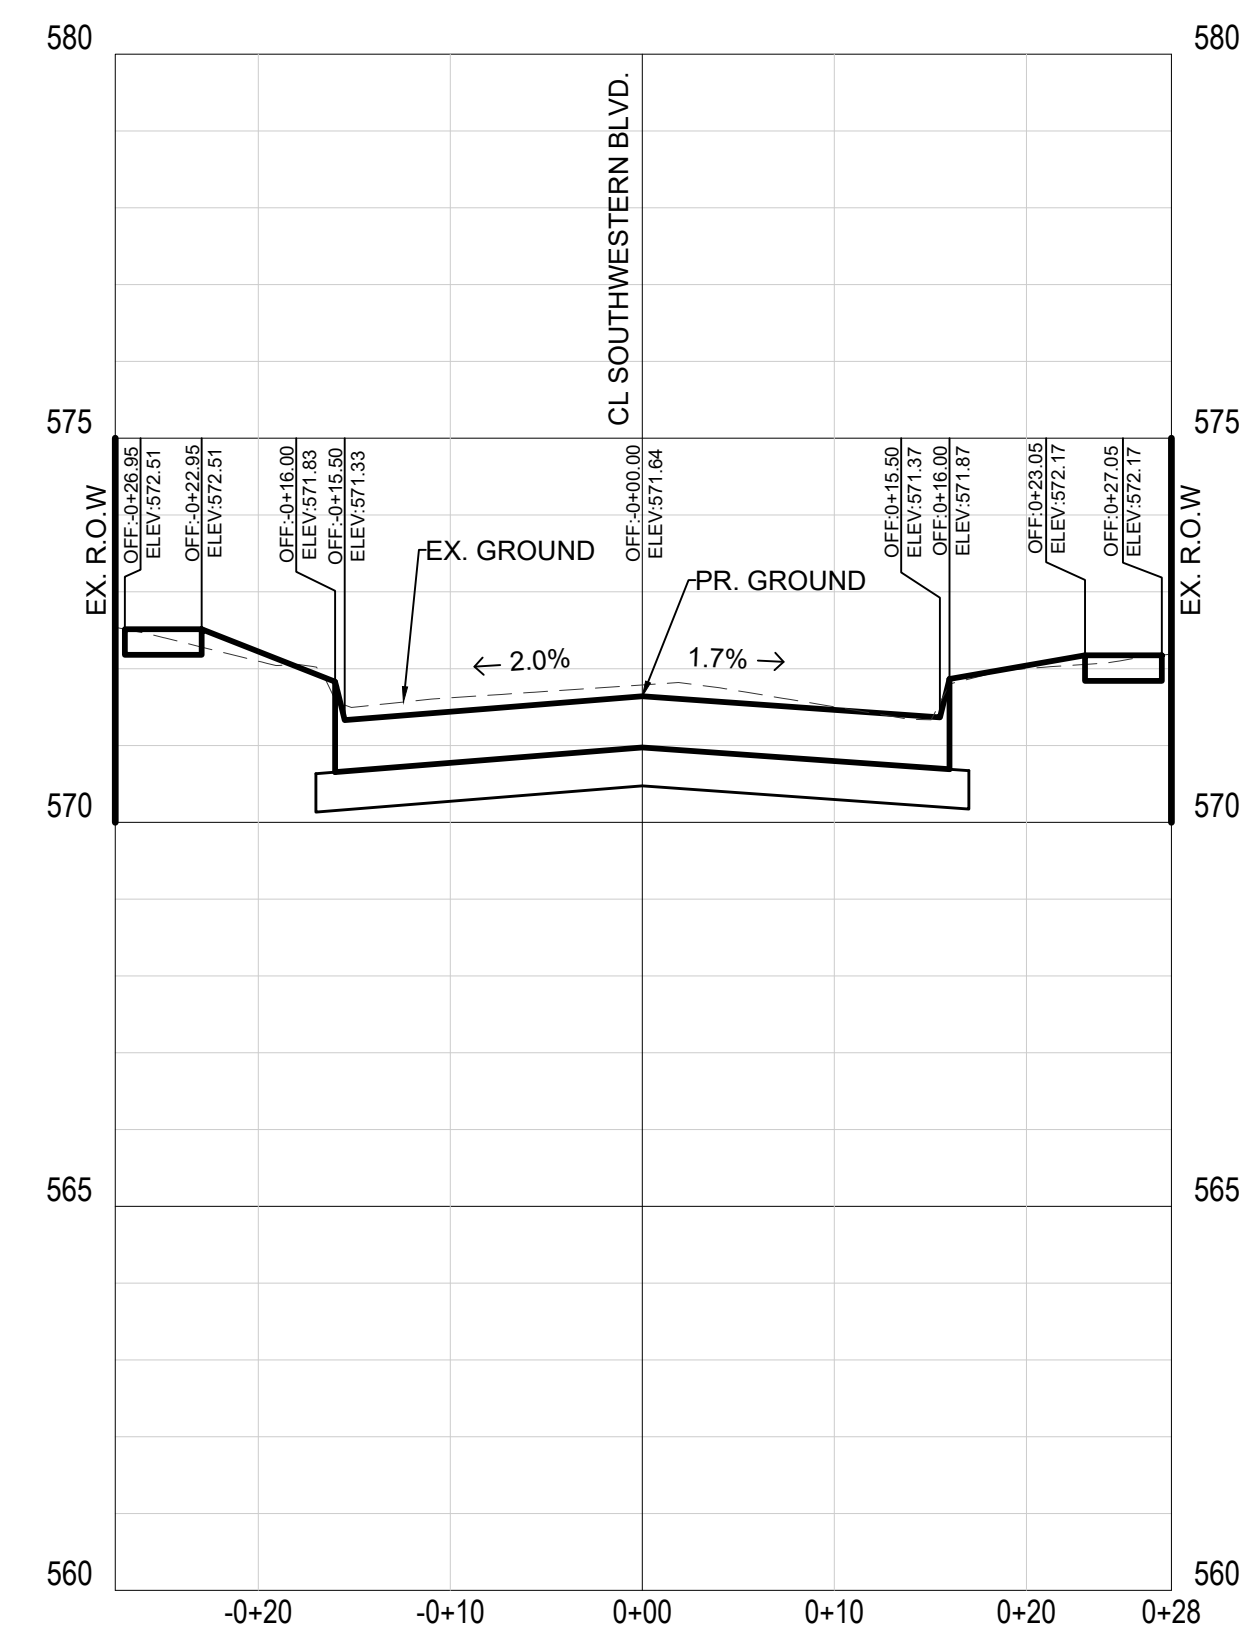 580
580
CL SOUTHWESTERN BLVD.
575
575
OFF:-0+26.95
ELEV:572.51
OFF:-0+22.95
ELEV:572.51
OFF:-0+16.00
ELEV:571.83
OFF:-0+15.50
ELEV:571.33
OFF:-0+00.00
ELEV:571.64
OFF:0+15.50
ELEV:571.37
OFF:0+16.00
ELEV:571.87
OFF:0+23.05
ELEV:572.17
OFF:0+27.05
ELEV:572.17
EX. R.O.W
EX. R.O.W
EX. GROUND
PR. GROUND
← 2.0%
1.7% →
570
570
565
565
560
560
-0+20
-0+10
0+00
0+10
0+20
0+28